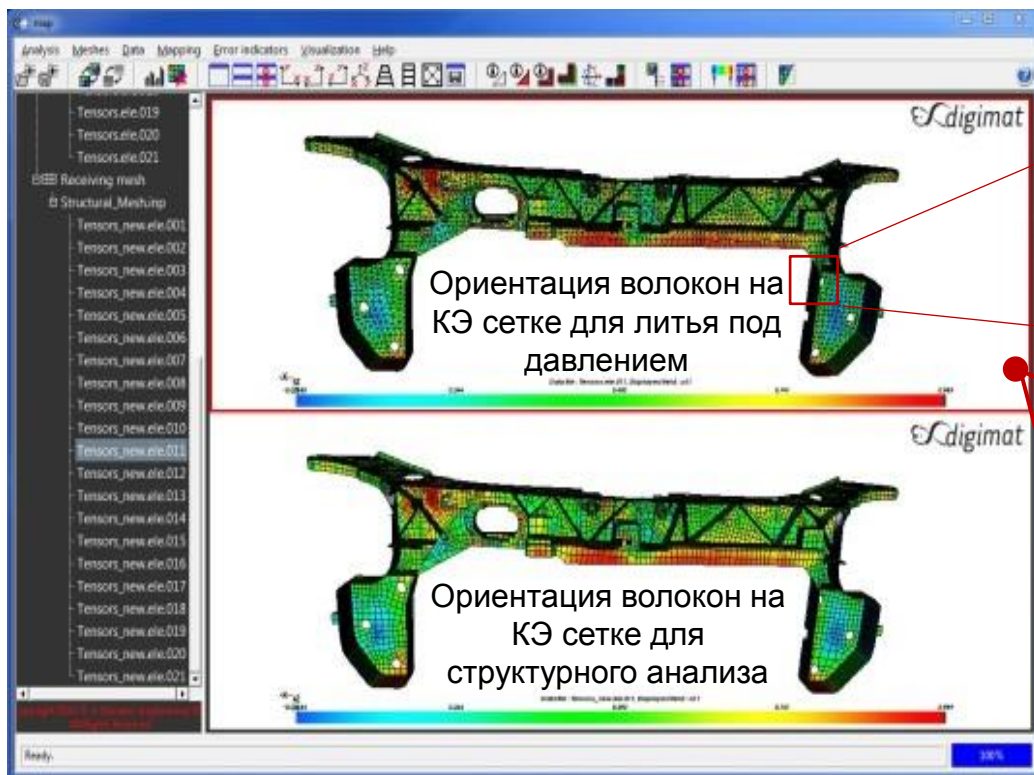 map
Analysis Meshes Data Mapping Error indicators Visualization Help
Tensors.ele.019
Tensors.ele.020
Tensors.ele.021
Receiving mesh
Structural_Mesh.inp
Tensors_new.ele.001
Tensors_new.ele.002
Tensors_new.ele.003
Tensors_new.ele.004
Tensors_new.ele.005
Tensors_new.ele.006
Tensors_new.ele.007
Tensors_new.ele.008
Tensors_new.ele.009
Tensors_new.ele.010
Tensors_new.ele.011
Tensors_new.ele.012
Tensors_new.ele.013
Tensors_new.ele.014
Tensors_new.ele.015
Tensors_new.ele.016
Tensors_new.ele.017
Tensors_new.ele.018
Tensors_new.ele.019
Tensors_new.ele.020
Tensors_new.ele.021
digimat
Ориентация волокон на
КЭ сетке для литья под
давлением
digimat
Ориентация волокон на
КЭ сетке для
структурного анализа
Ready.
100%